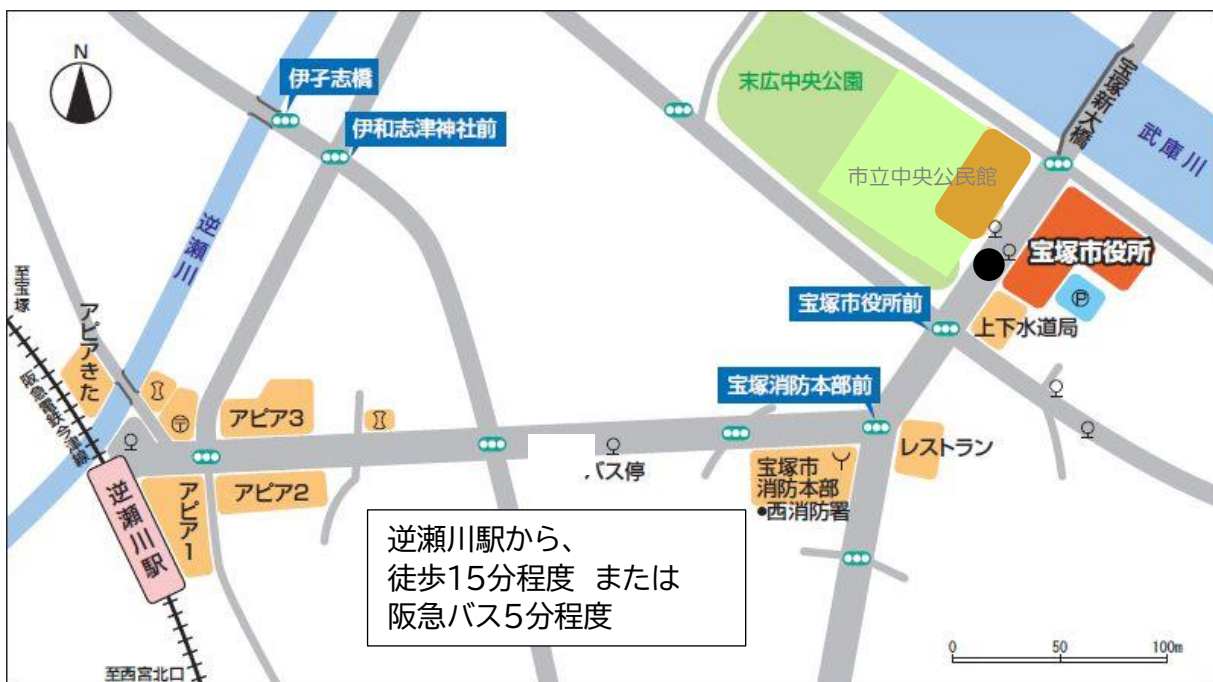 N
伊子志橋
伊和志津神社前
末広中央公園
宝塚新大橋
武庫川
市立中央公民館
逆瀬川
宝塚市役所
P
至宝塚
アピアきた
宝塚市役所前
上下水道局
阪急電鉄今津線
宝塚消防本部前
〒
アピア3
レストラン
バス停
宝塚市
消防本部
•西消防署
アピア2
アピア1
逆瀬川駅
逆瀬川駅から、
徒歩15分程度 または
阪急バス5分程度
0 50 100m
至西宮北口